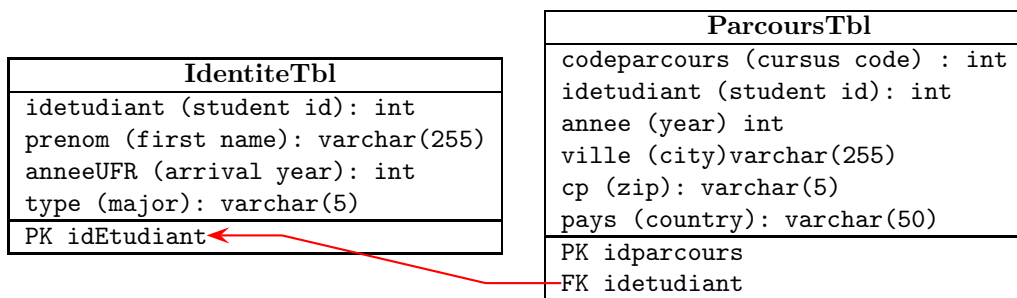 IdentiteTbl
idetudiant (student id): int
prenom (first name): varchar(255)
anneeUFR (arrival year): int
type (major): varchar(5)
PK idEtudiant
ParcoursTbl
codeparcours (cursus code) : int
idetudiant (student id): int
annee (year) int
ville (city)varchar(255)
cp (zip): varchar(5)
pays (country): varchar(50)
PK idparcours
FK idetudiant